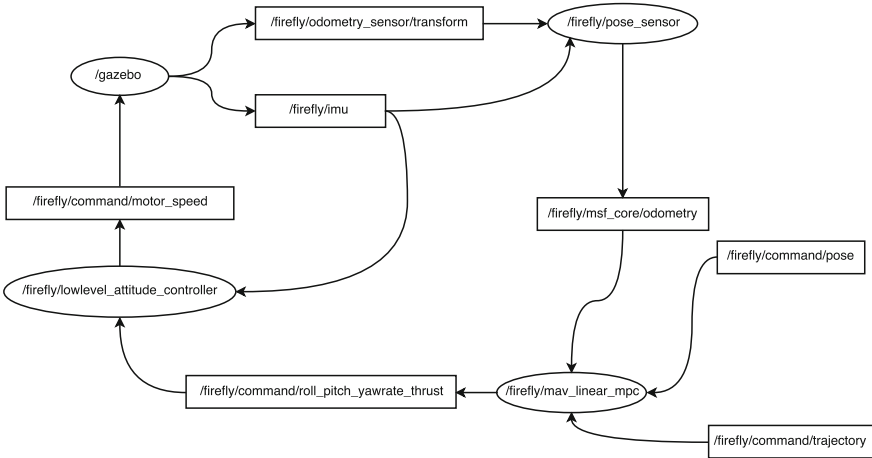 /firefly/odometry_sensor/transform
/firefly/pose_sensor
/gazebo
/firefly/imu
/firefly/command/motor_speed
/firefly/msf_core/odometry
/firefly/command/pose
/firefly/lowlevel_attitude_controller
/firefly/command/roll_pitch_yawrate_thrust
/firefly/mav_linear_mpc
/firefly/command/trajectory